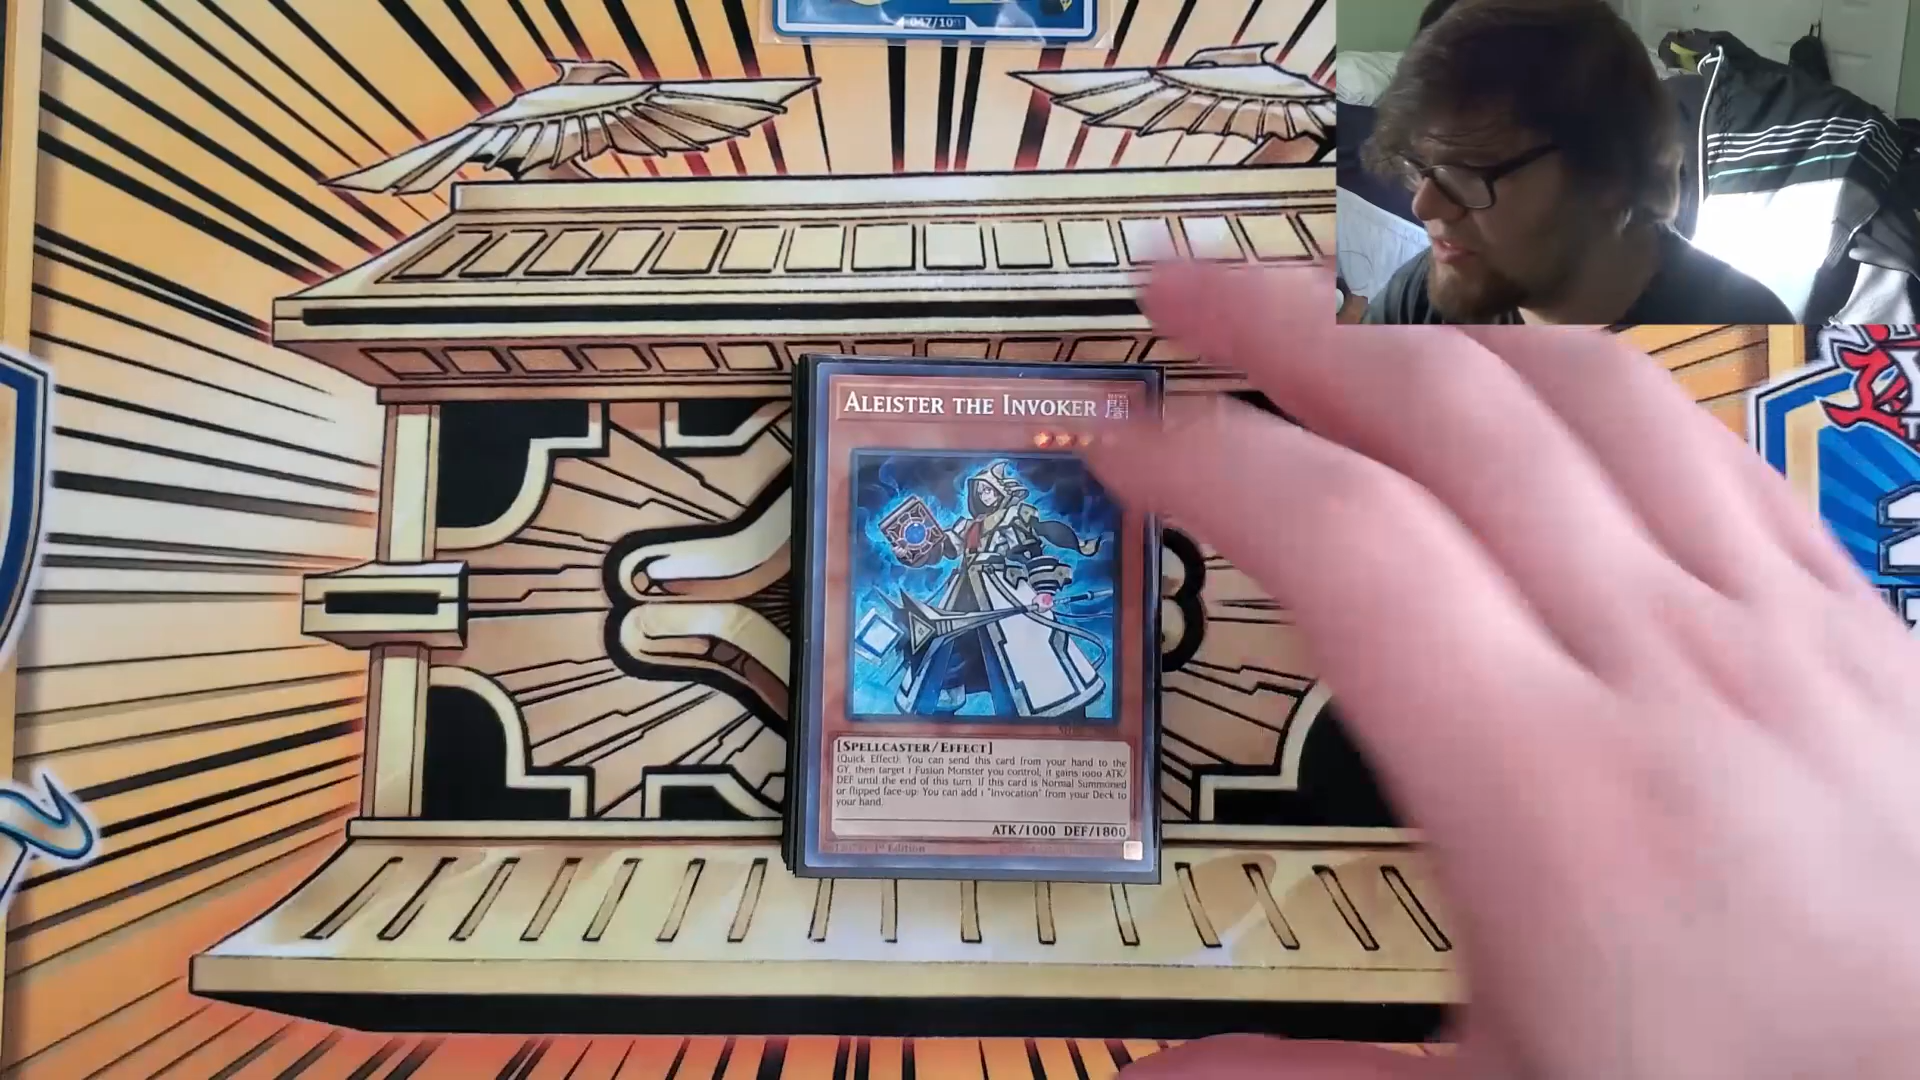 047/10
ALEISTER THE INVOKER 闇
[SPELLCASTER/EFFECT]
(Quick Effect): You can send this card from your hand to the
GY, then target 1 Fusion Monster you control; it gains 1000 ATK/
DEF until the end of this turn. If this card is Normal Summoned
or flipped face-up: You can add 1 "Invocation" from your Deck to
your hand.
ATK/1000 DEF/1800
1st Edition